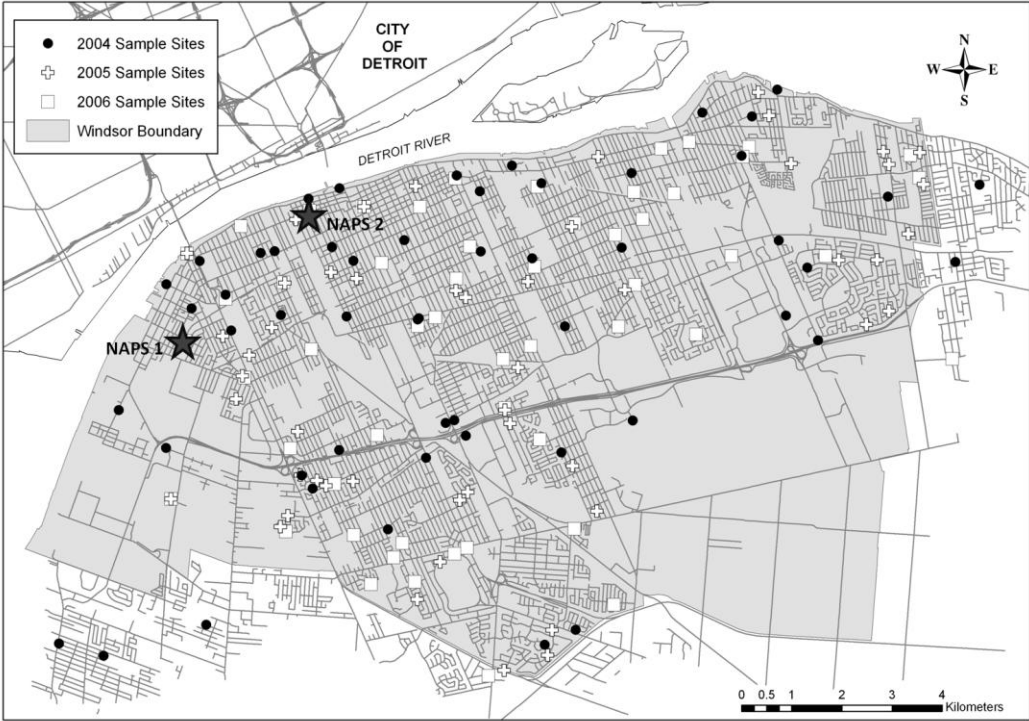 2004 Sample Sites
2005 Sample Sites
2006 Sample Sites
Windsor Boundary
CITY
OF
DETROIT
N
W E
S
DETROIT RIVER
NAPS 2
NAPS 1
0 0.5 1 2 3 4
Kilometers